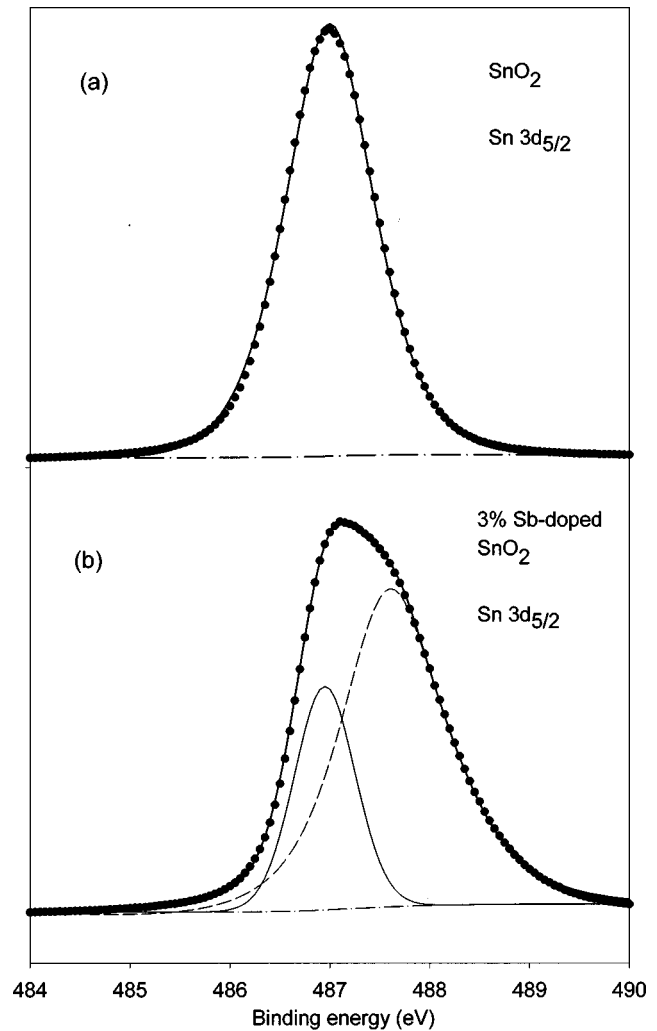 (a)
SnO2
Sn 3d5/2
(b)
3% Sb-doped
SnO2
Sn 3d5/2
484 485 486 487 488 489 490
Binding energy (eV)